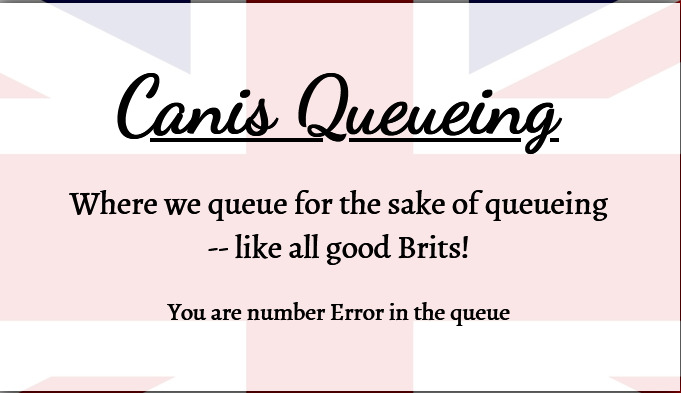 Canis Queueing
Where we queue for the sake of queueing
-- like all good Brits!
You are number Error in the queue